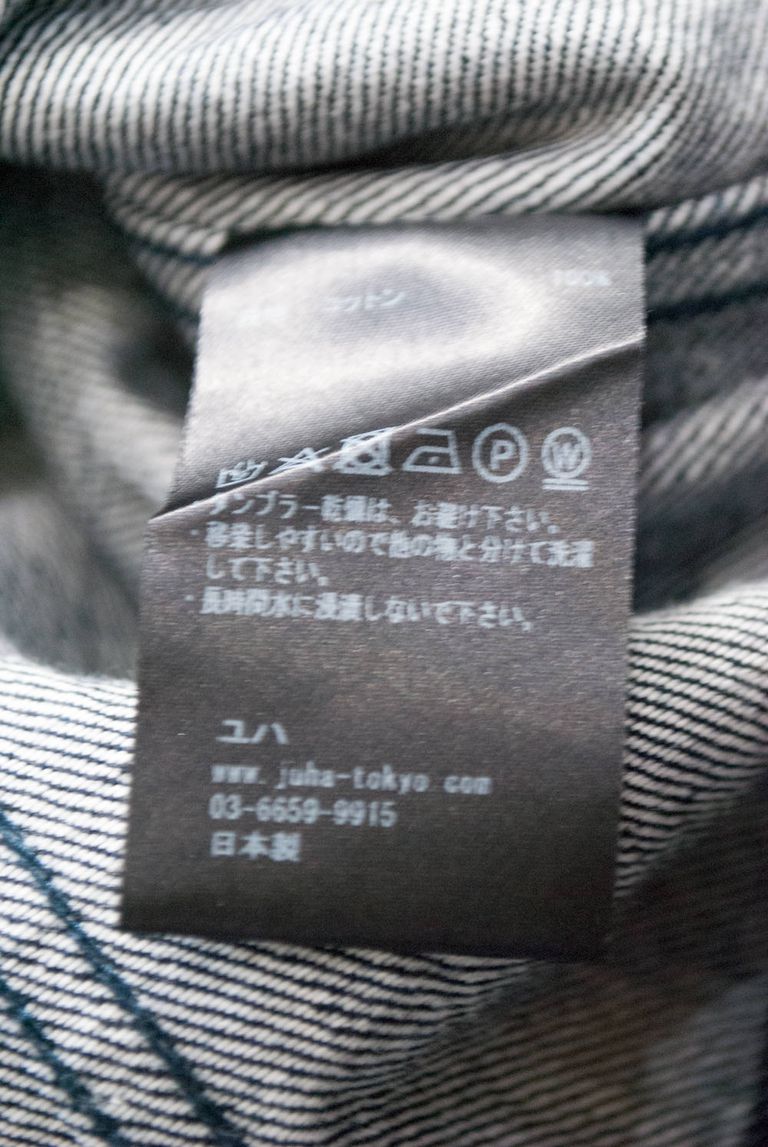 コットン 100%
P W
タンブラー乾燥は、お避け下さい。
・移染しやすいので他の物と分けて洗濯
して下さい。
・長時間水に浸漬しないで下さい。
ユハ
www.juha-tokyo.com
03-6659-9915
日本製